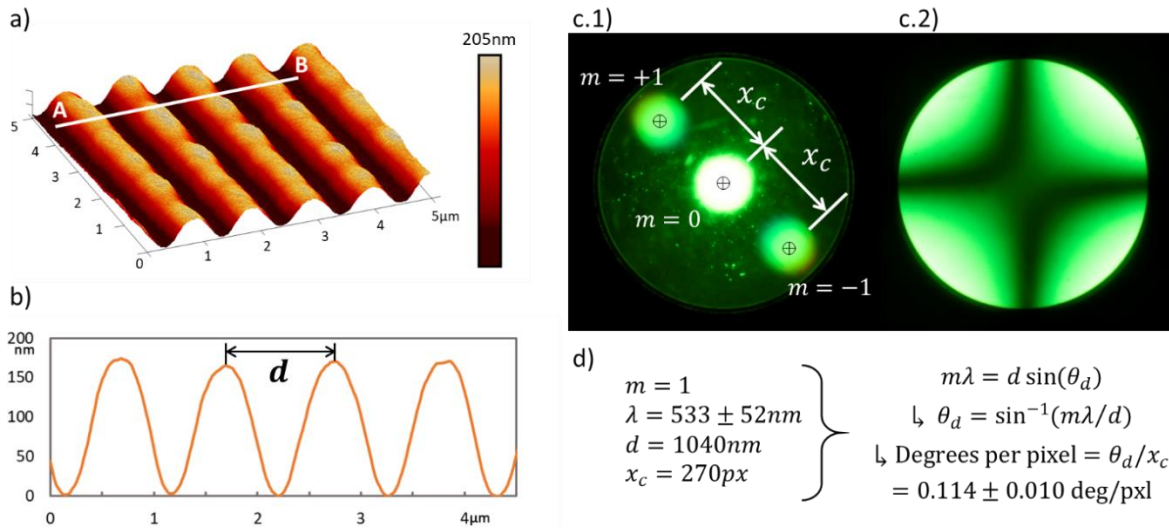 a)
205nm
A
B
5
4
3
2
1
0
1
2
3
4
5μm
b)
200
nm
150
100
50
0
d
0
1
2
3
4μm
c.1)
m = +1
x_c
x_c
m = 0
m = −1
c.2)
d)
m = 1
λ = 533 ± 52nm
d = 1040nm
x_c = 270px
mλ = d sin(θ_d)
↳ θ_d = sin⁻¹(mλ/d)
↳ Degrees per pixel = θ_d/x_c
= 0.114 ± 0.010 deg/pxl